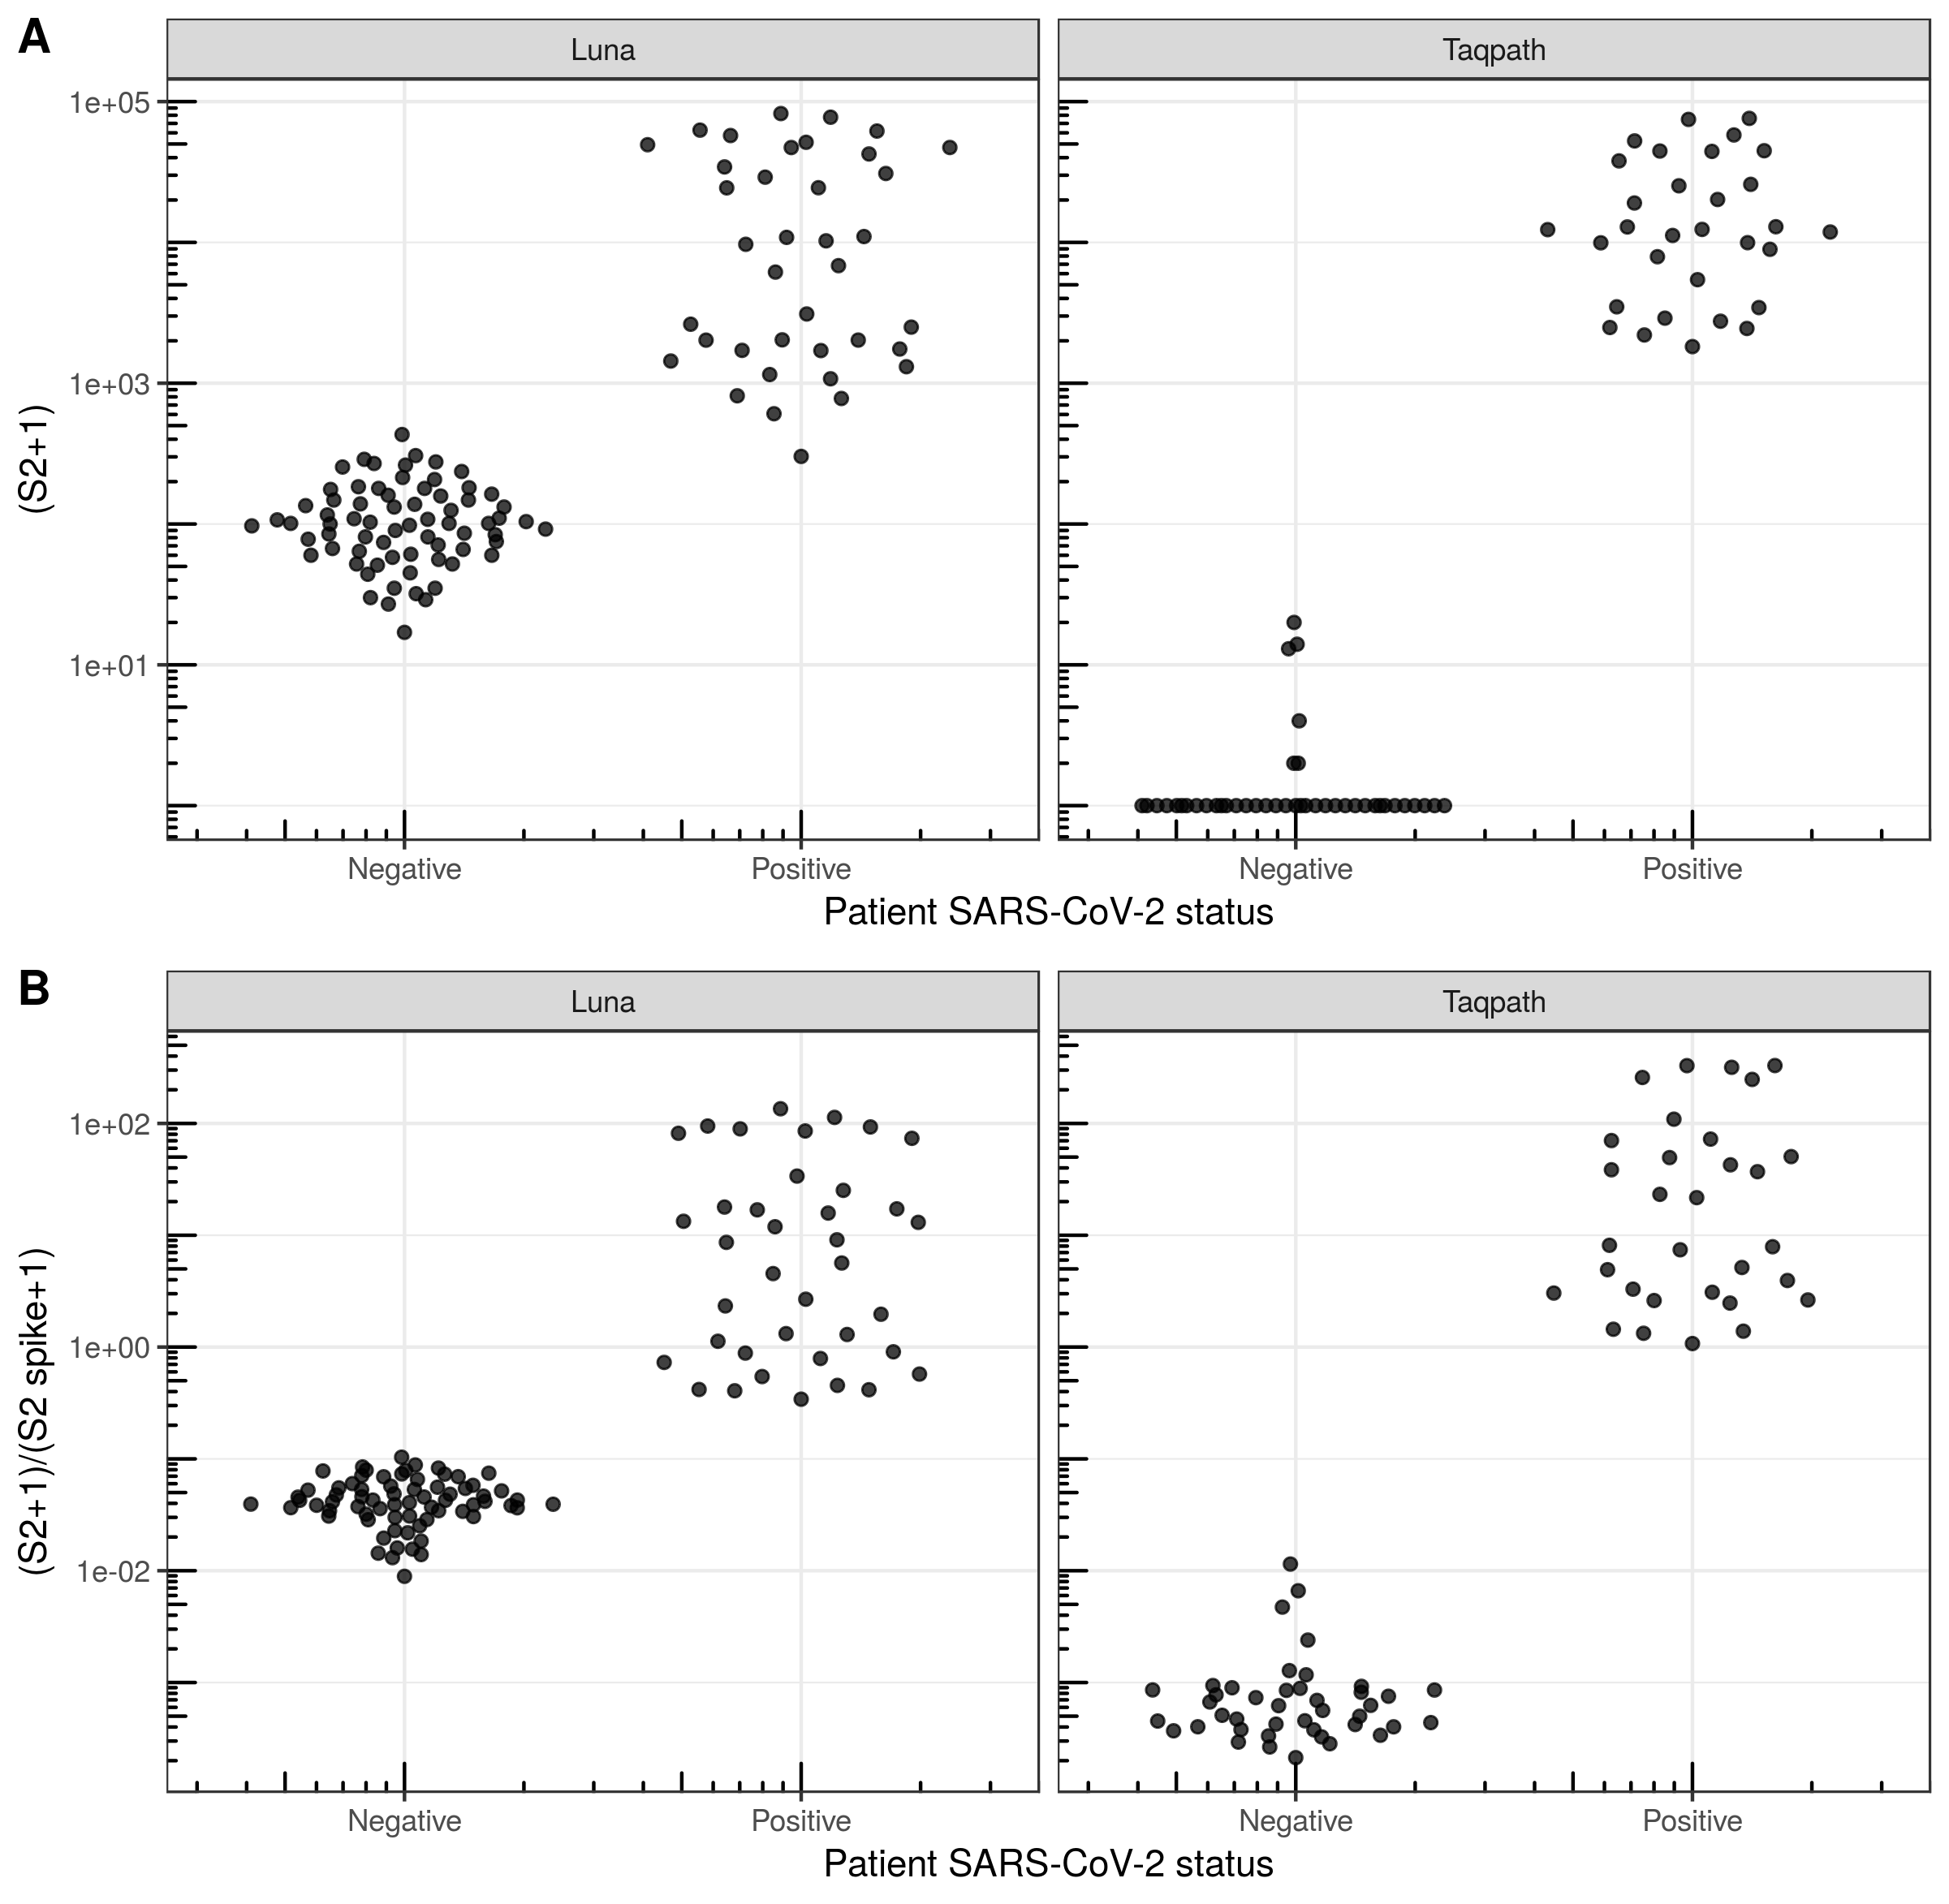 A
Luna
Taqpath
1e+05
1e+03
1e+01
(S2+1)
Negative
Positive
Negative
Positive
Patient SARS-CoV-2 status
B
Luna
Taqpath
1e+02
1e+00
1e-02
(S2+1)/(S2 spike+1)
Negative
Positive
Negative
Positive
Patient SARS-CoV-2 status